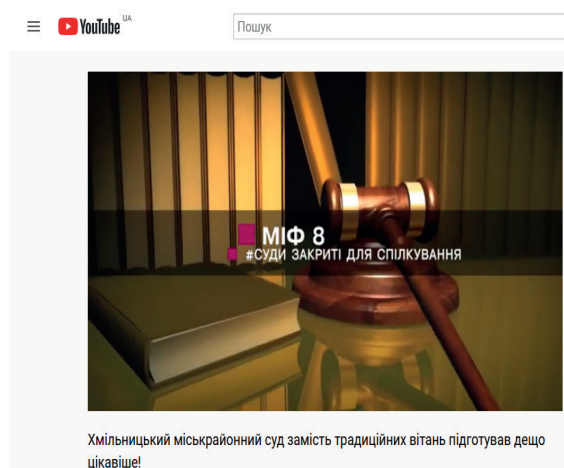 YouTube UA
Пошук
МІФ 8
#СУДИ ЗАКРИТІ ДЛЯ СПІЛКУВАННЯ
Хмільницький міськрайонний суд замість традиційних вітань підготував дещо
цікавіше!